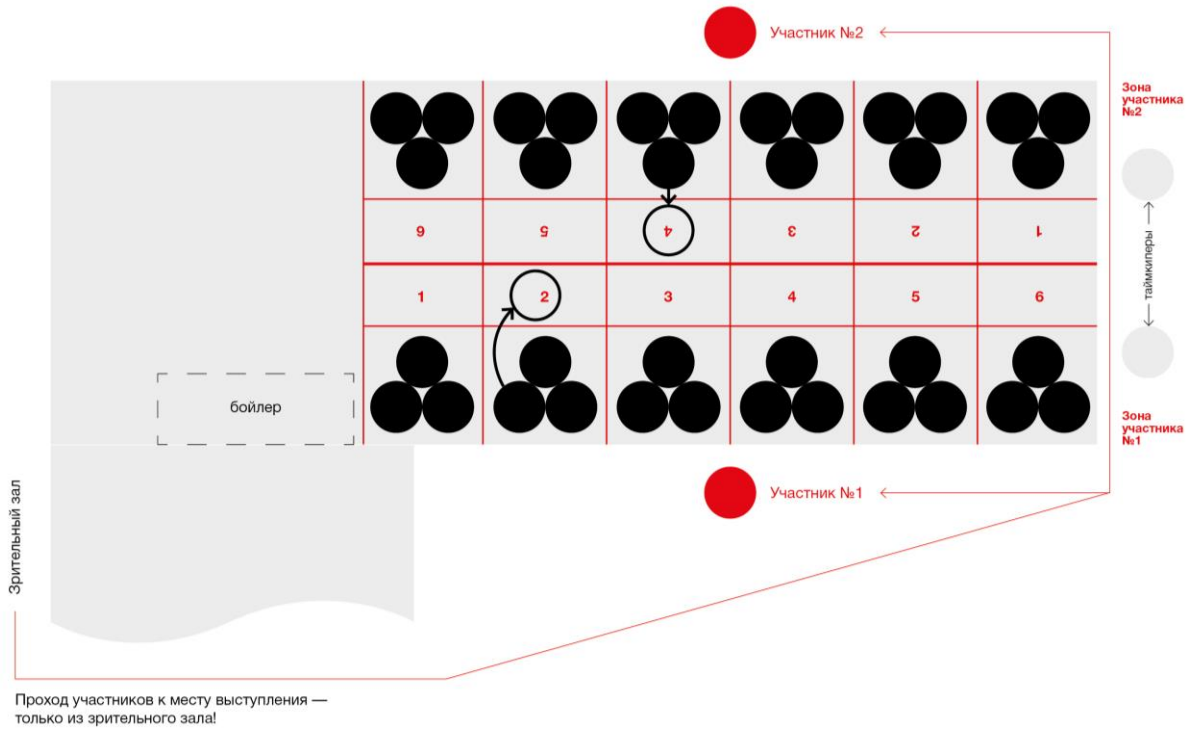 Участник №2
Зона
участника
№2
6 5 4 3 2 1
таймкиперы
1 2 3 4 5 6
бойлер
Зона
участника
№1
Участник №1
Зрительный зал
Проход участников к месту выступления —
только из зрительного зала!